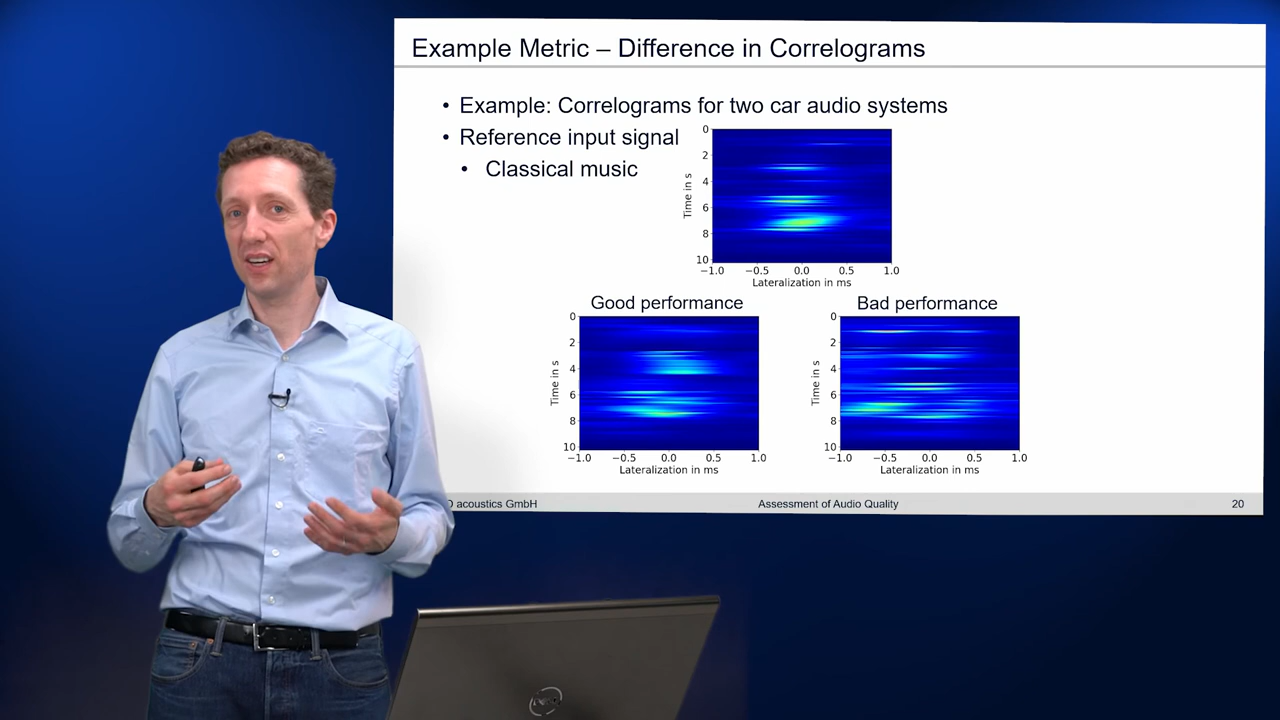 Example Metric – Difference in Correlograms
• Example: Correlograms for two car audio systems
• Reference input signal
• Classical music
0
2
4
6
8
10
Time in s
−1.0 −0.5 0.0 0.5 1.0
Lateralization in ms
Good performance
0
2
4
6
8
10
Time in s
−1.0 −0.5 0.0 0.5 1.0
Lateralization in ms
Bad performance
0
2
4
6
8
10
Time in s
−1.0 −0.5 0.0 0.5 1.0
Lateralization in ms
acoustics GmbH
Assessment of Audio Quality
20
DELL